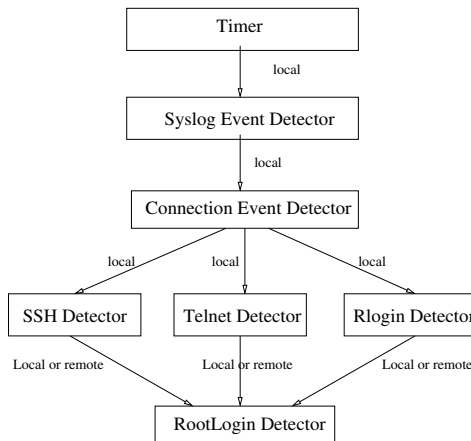 Timer
local
Syslog Event Detector
local
Connection Event Detector
local
local
local
SSH Detector
Telnet Detector
Rlogin Detector
Local or remote
Local or remote
Local or remote
RootLogin Detector